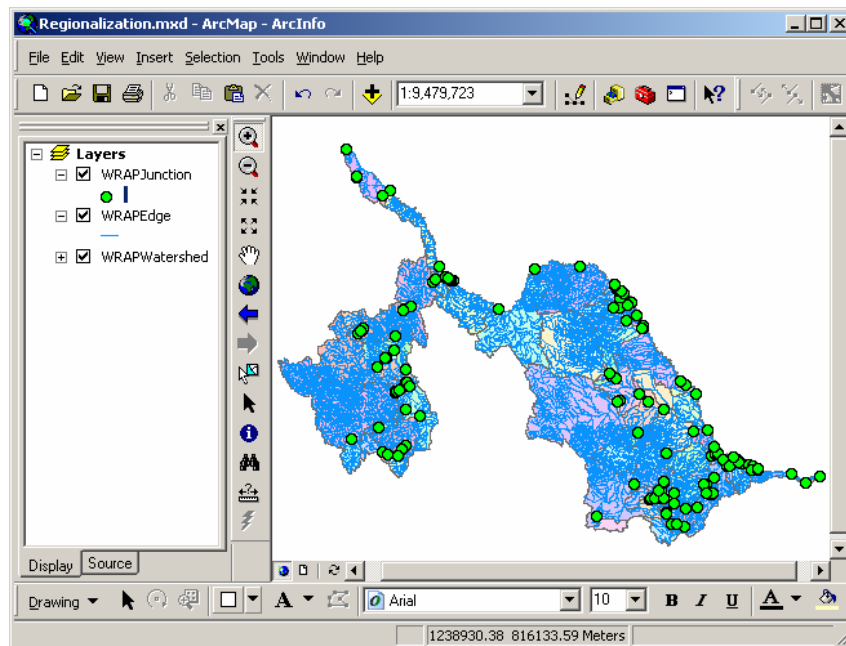 Regionalization.mxd - ArcMap - ArcInfo
File Edit View Insert Selection Tools Window Help
1:9,479,723
Layers
WRAPJunction
WRAPEdge
WRAPWatershed
Display Source
Drawing A Arial 10 B I U A
1238930.38 816133.59 Meters